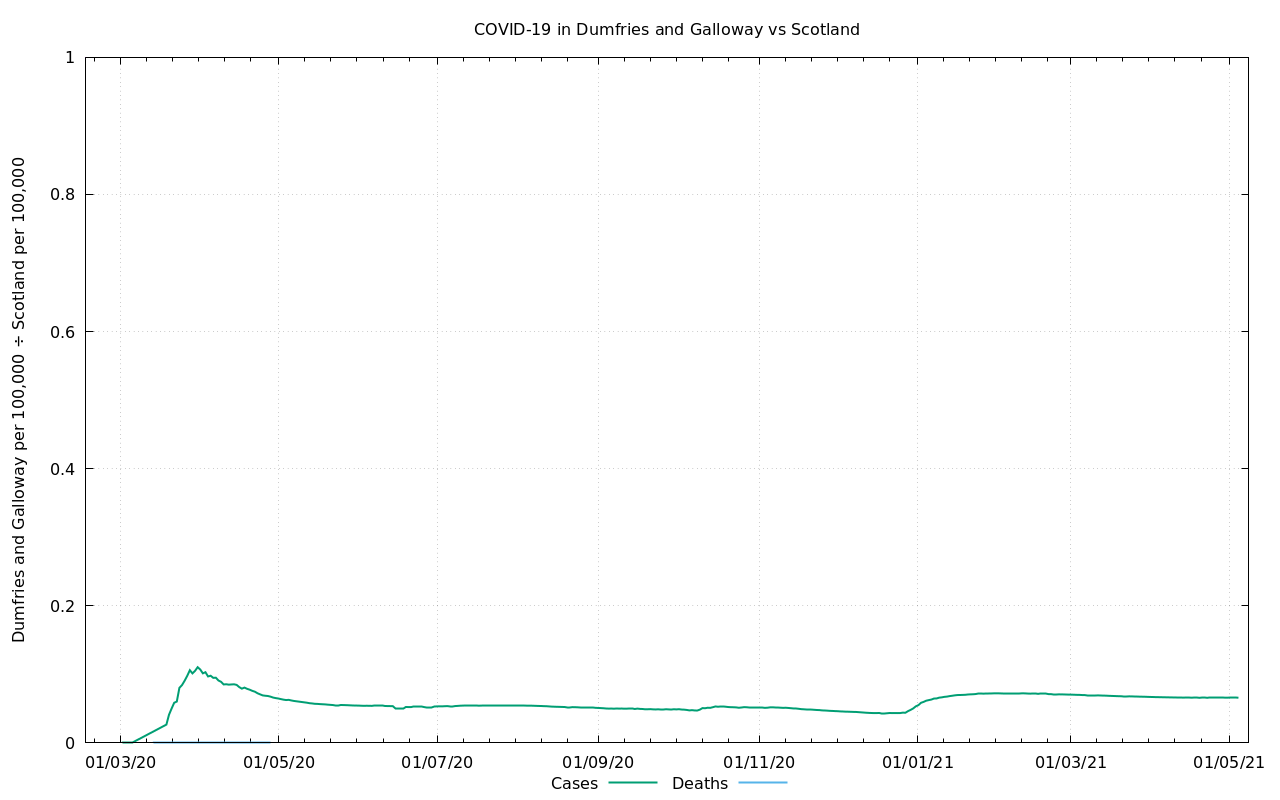 COVID-19 in Dumfries and Galloway vs Scotland
Dumfries and Galloway per 100,000 ÷ Scotland per 100,000
1
0.8
0.6
0.4
0.2
0
01/03/20 01/05/20 01/07/20 01/09/20 01/11/20 01/01/21 01/03/21 01/05/21
Cases Deaths